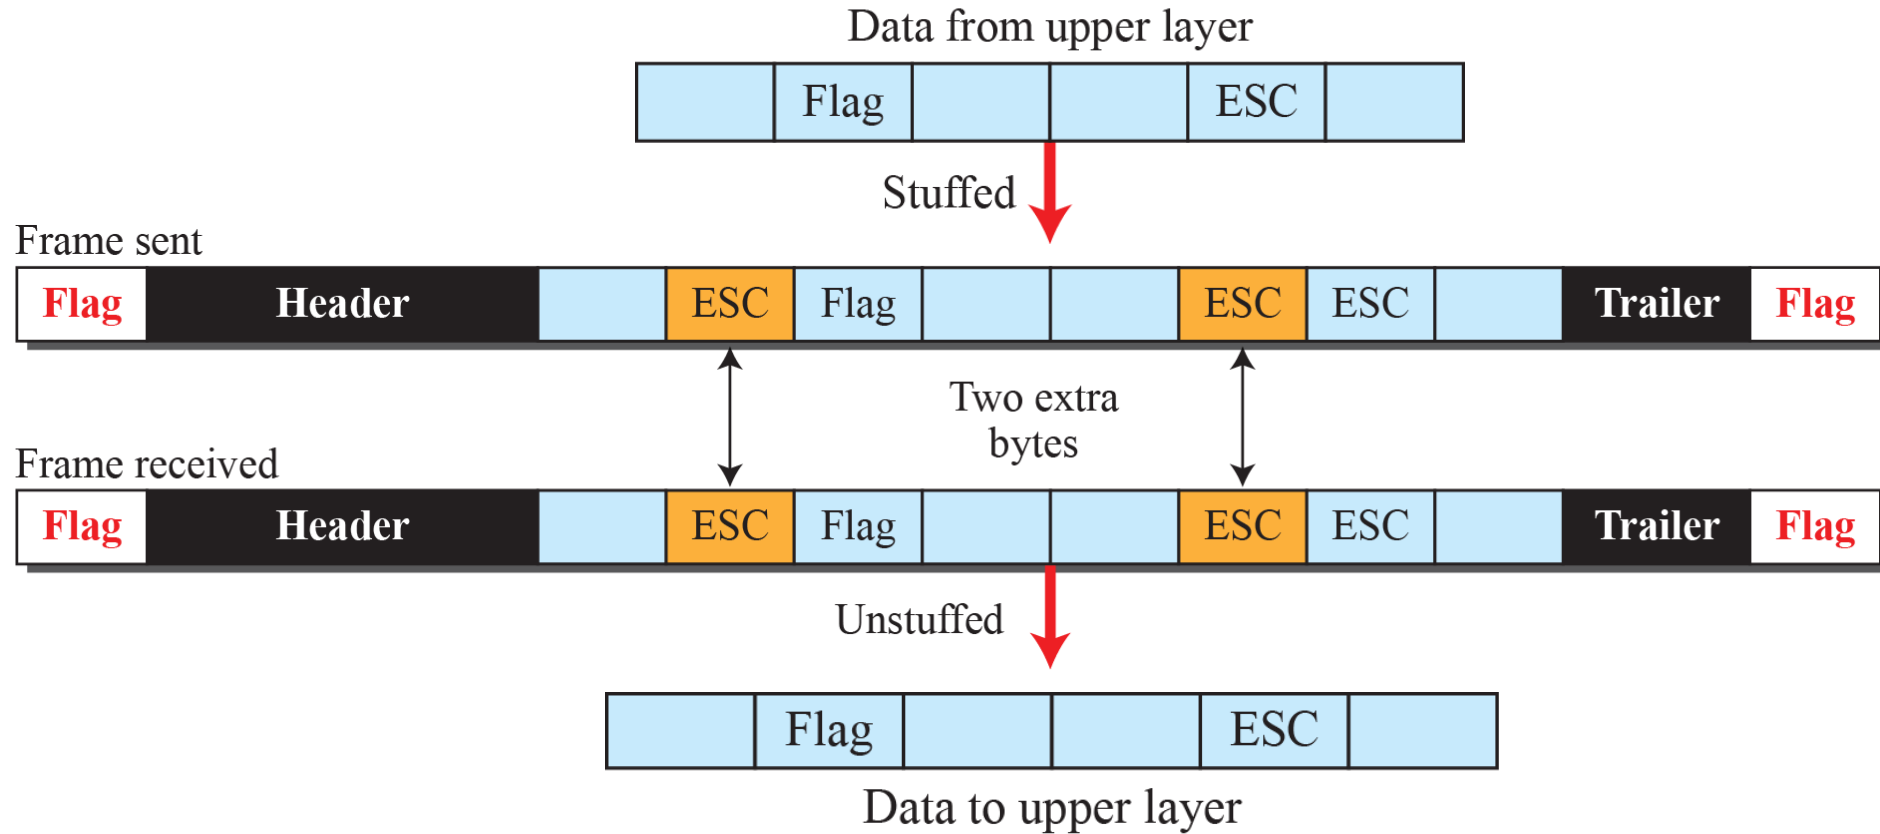 Data from upper layer
Flag ESC
Stuffed
Frame sent
Flag Header ESC Flag ESC ESC Trailer Flag
Two extra
bytes
Frame received
Flag Header ESC Flag ESC ESC Trailer Flag
Unstuffed
Flag ESC
Data to upper layer